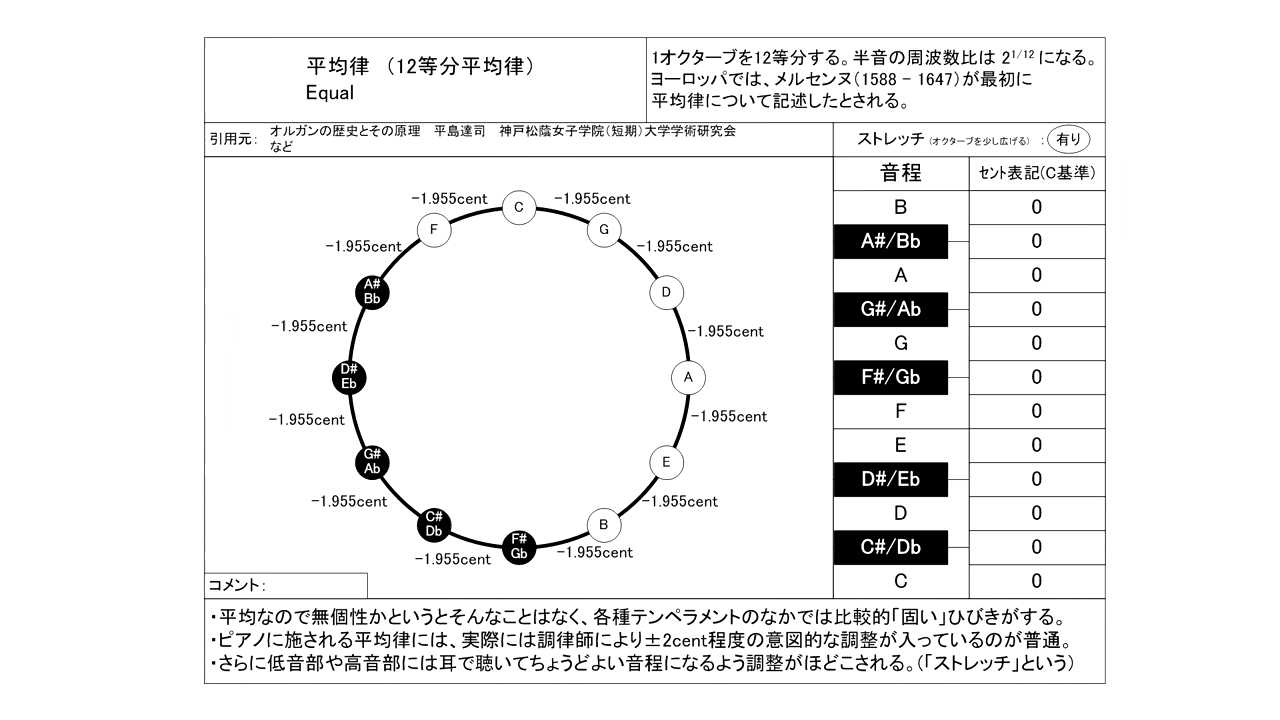 平均律 (12等分平均律)
Equal
1オクターブを12等分する。半音の周波数比は 2^1/12 になる。
ヨーロッパでは、メルセンヌ(1588 - 1647)が最初に
平均律について記述したとされる。
引用元:
オルガンの歴史とその原理 平島達司 神戸松蔭女子学院(短期)大学学術研究会
など
ストレッチ (オクターブを少し広げる) : 有り
-1.955cent
C
-1.955cent
F
G
-1.955cent
-1.955cent
A#
Bb
D
-1.955cent
-1.955cent
D#
Eb
A
-1.955cent
-1.955cent
G#
Ab
E
-1.955cent
-1.955cent
C#
Db
B
F#
Gb
-1.955cent
-1.955cent
音程 セント表記(C基準)
B 0
A#/Bb 0
A 0
G#/Ab 0
G 0
F#/Gb 0
F 0
E 0
D#/Eb 0
D 0
C#/Db 0
C 0
コメント:
・平均なので無個性かというとそんなことはなく、各種テンペラメントのなかでは比較的「固い」ひびきがする。
・ピアノに施される平均律には、実際には調律師により±2cent程度の意図的な調整が入っているのが普通。
・さらに低音部や高音部には耳で聴いてちょうどよい音程になるよう調整がほどこされる。(「ストレッチ」という)